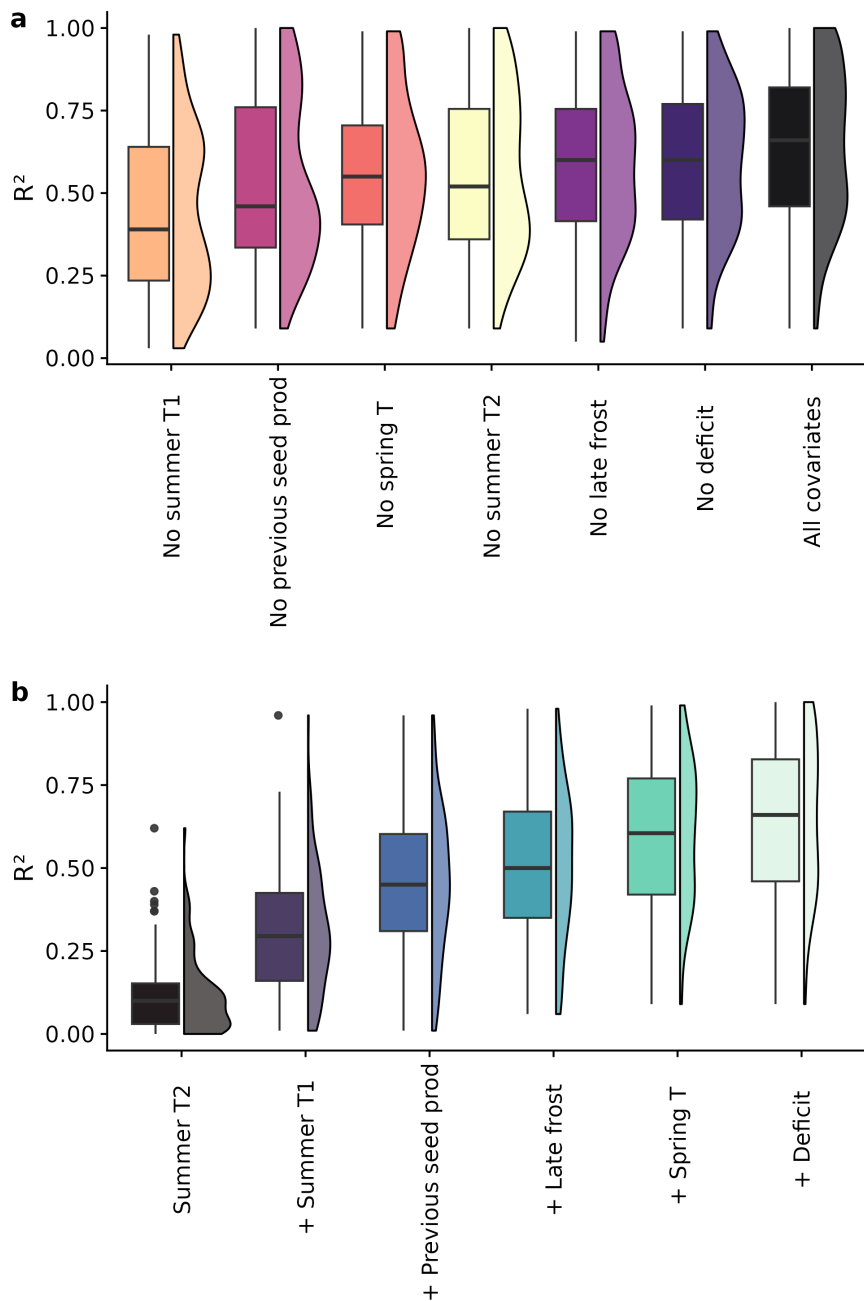 a
1.00
0.75
0.50
0.25
0.00
R²
No summer T1
No previous seed prod
No spring T
No summer T2
No late frost
No deficit
All covariates
b
1.00
0.75
0.50
0.25
0.00
R²
Summer T2
+ Summer T1
+ Previous seed prod
+ Late frost
+ Spring T
+ Deficit